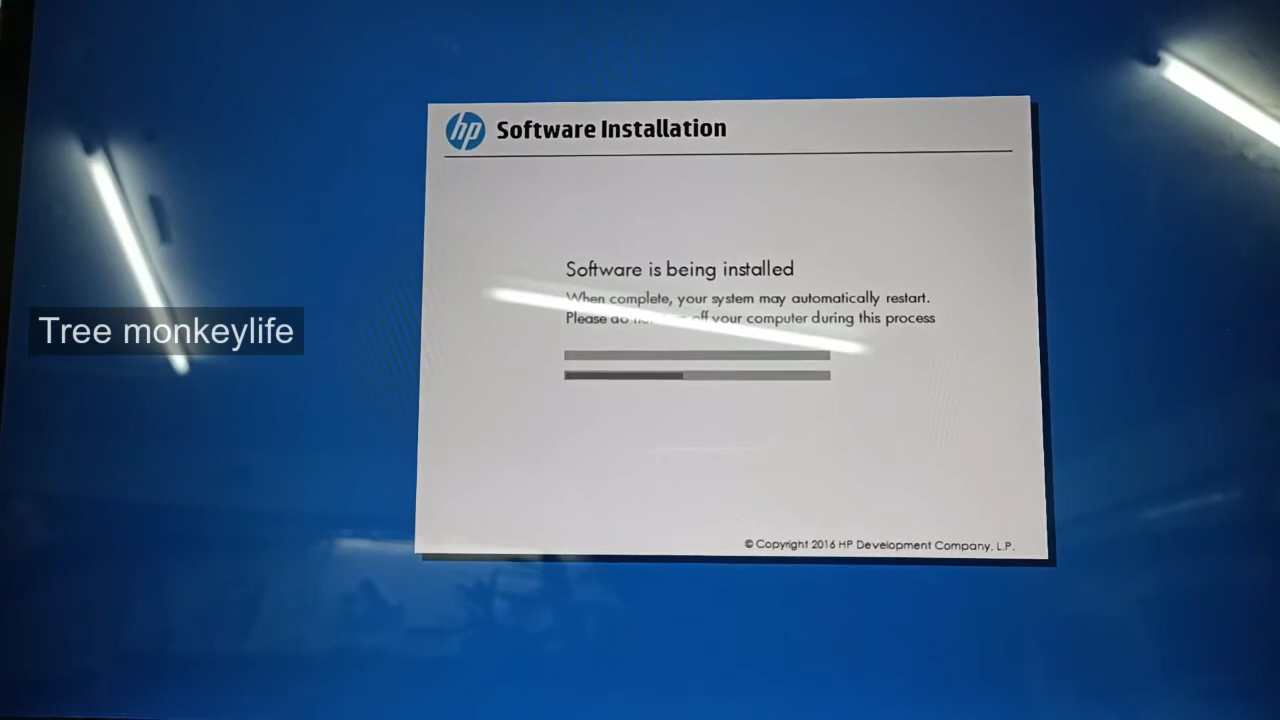 hp Software Installation
Software is being installed
When complete, your system may automatically restart.
Please do off your computer during this process
Tree monkeylife
© Copyright 2016 HP Development Company, L.P.